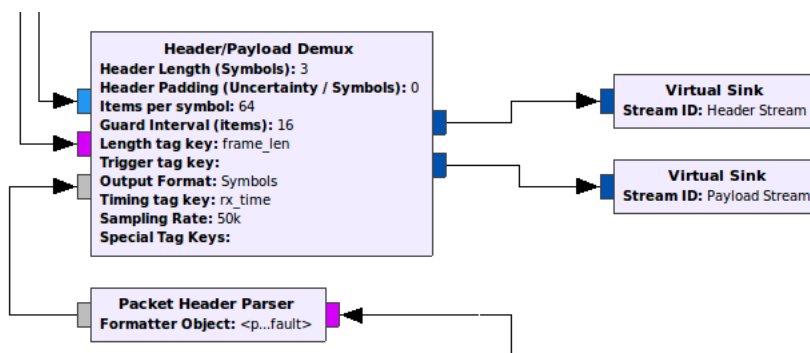 Header/Payload Demux
Header Length (Symbols): 3
Header Padding (Uncertainty / Symbols): 0
Items per symbol: 64
Guard Interval (items): 16
Length tag key: frame_len
Trigger tag key:
Output Format: Symbols
Timing tag key: rx_time
Sampling Rate: 50k
Special Tag Keys:
Virtual Sink
Stream ID: Header Stream
Virtual Sink
Stream ID: Payload Stream
Packet Header Parser
Formatter Object: <p...fault>